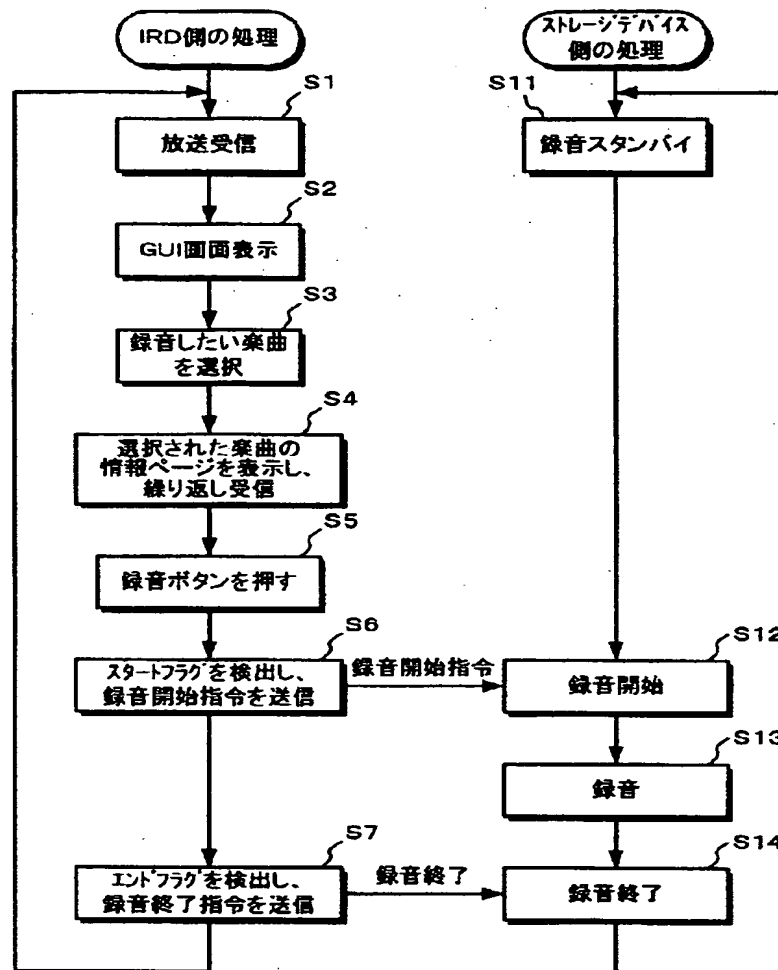 IRD側の処理
S1
放送受信
S2
GUI画面表示
S3
録音したい楽曲
を選択
S4
選択された楽曲の
情報ページを表示し、
繰り返し受信
S5
録音ボタンを押す
S6
スタートフラグを検出し、
録音開始指令を送信
録音開始指令
S7
エンドフラグを検出し、
録音終了指令を送信
録音終了
ストレージデバイス
側の処理
S11
録音スタンバイ
S12
録音開始
S13
録音
S14
録音終了